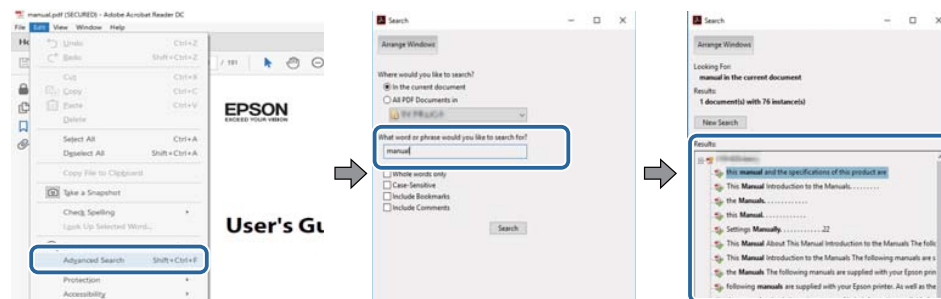 manual.pdf (SECURED) - Adobe Acrobat Reader DC
File Edit View Window Help
Undo Ctrl+Z
Redo Shift+Ctrl+Z
Cut Ctrl+X
Copy Ctrl+C
Paste Ctrl+V
Delete
Select All Ctrl+A
Deselect All Shift+Ctrl+A
Copy File to Clipboard
Take a Snapshot
Check Spelling
Look Up Selected Word...
Advanced Search Shift+Ctrl+F
Protection
Accessibility
/ 191
EPSON
EXCEED YOUR VISION
User's Gu
Search
Arrange Windows
Where would you like to search?
In the current document
All PDF Documents in
What word or phrase would you like to search for?
manual
Whole words only
Case-Sensitive
Include Bookmarks
Include Comments
Search
Search
Arrange Windows
Looking For:
manual in the current document
Results:
1 document(s) with 76 instance(s)
New Search
Results:
this manual and the specifications of this product are
This Manual Introduction to the Manuals.........
the Manuals.............
this Manual.............
Settings Manually.............22
This Manual About This Manual Introduction to the Manuals The follo
This Manual Introduction to the Manuals The following manuals are s
the Manuals The following manuals are supplied with your Epson prin
following manuals are supplied with your Epson printer. As well as the